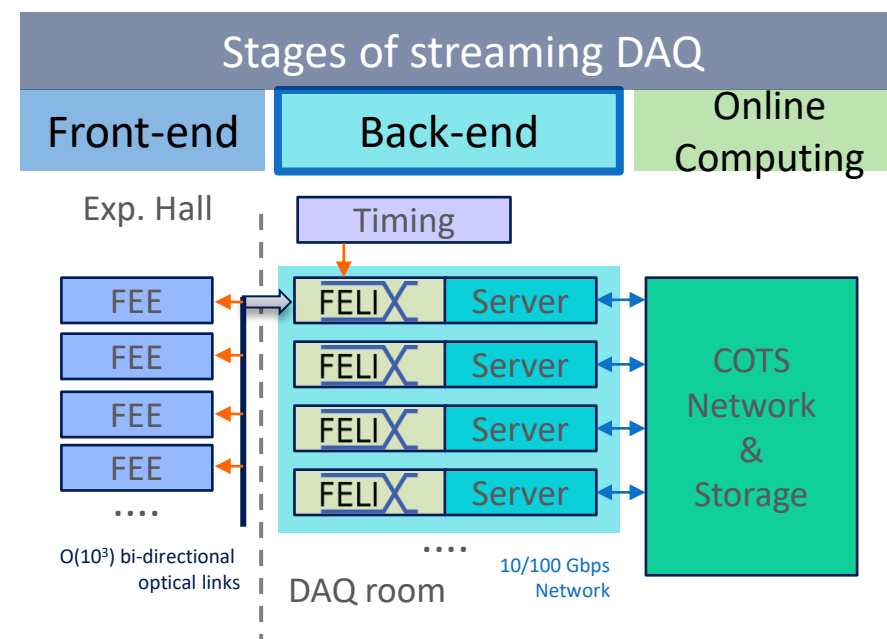 Stages of streaming DAQ
Front-end
Back-end
Online
Computing
Exp. Hall
Timing
FEE
FEE
FEE
FEE
....
O(10³) bi-directional
optical links
FELIX Server
FELIX Server
FELIX Server
FELIX Server
....
DAQ room
10/100 Gbps
Network
COTS
Network
&
Storage